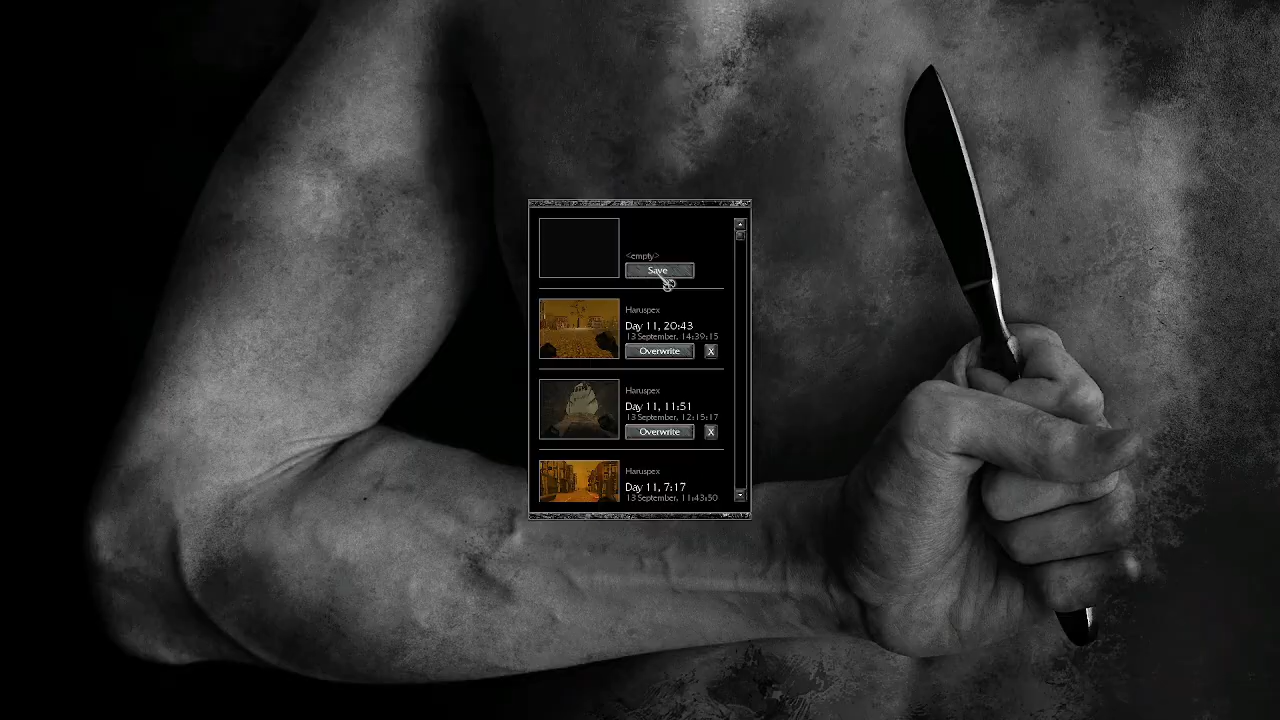 <empty>
Save
Haruspex
Day 11, 20:43
13 September, 14:39:15
Overwrite X
Haruspex
Day 11, 11:51
13 September, 12:15:17
Overwrite X
Haruspex
Day 11, 7:17
13 September, 11:43:50